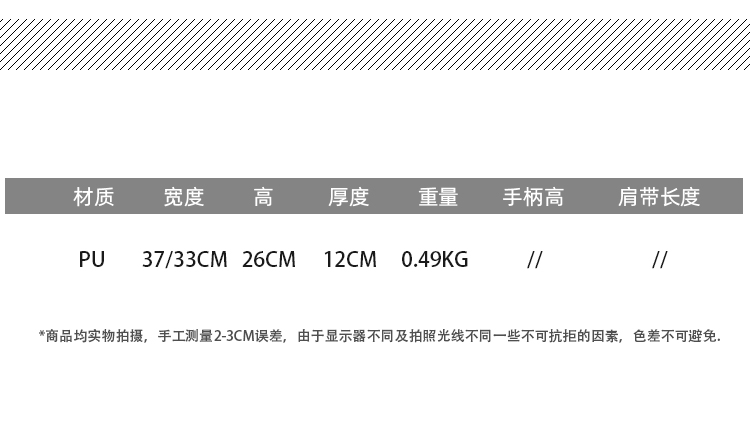 材质 宽度 高 厚度 重量 手柄高 肩带长度
PU 37/33CM 26CM 12CM 0.49KG // //
*商品均实物拍摄，手工测量2-3CM误差，由于显示器不同及拍照光线不同一些不可抗拒的因素，色差不可避免.